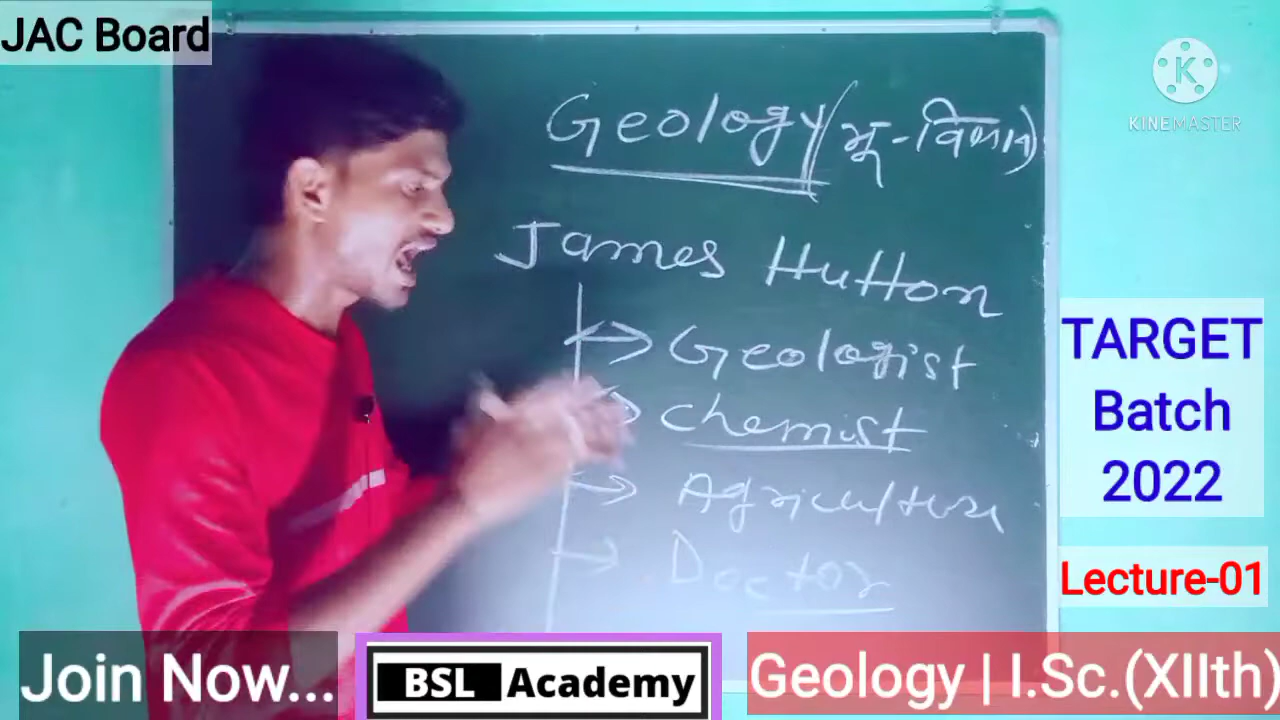 JAC Board
Geology (भू-विज्ञान)
KINEMASTER
James Hutton
→ Geologist
→ chemist
→ Agriculture
→ Doctor
TARGET
Batch
2022
Lecture-01
Join Now...
BSL Academy
Geology | I.Sc.(XIIth)